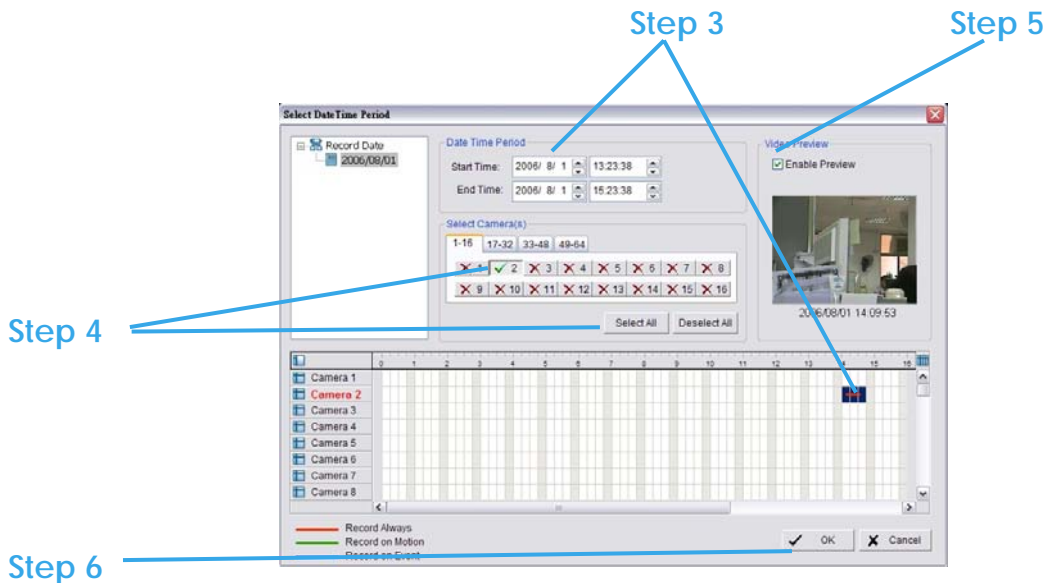 Step 3
Step 5
Select DateTime Period
Record Date
2006/08/01
Date Time Period
Start Time: 2006/ 8/ 1 13:23:38
End Time: 2006/ 8/ 1 15:23:38
Select Camera(s)
1-16 17-32 33-48 49-64
1 2 3 4 5 6 7 8
9 10 11 12 13 14 15 16
Select All Deselect All
Video Preview
Enable Preview
2006/08/01 14:09:53
Step 4
0 1 2 3 4 5 6 7 8 9 10 11 12 13 14 15 16
Camera 1
Camera 2
Camera 3
Camera 4
Camera 5
Camera 6
Camera 7
Camera 8
Record Always
Record on Motion
Record on Event
OK Cancel
Step 6